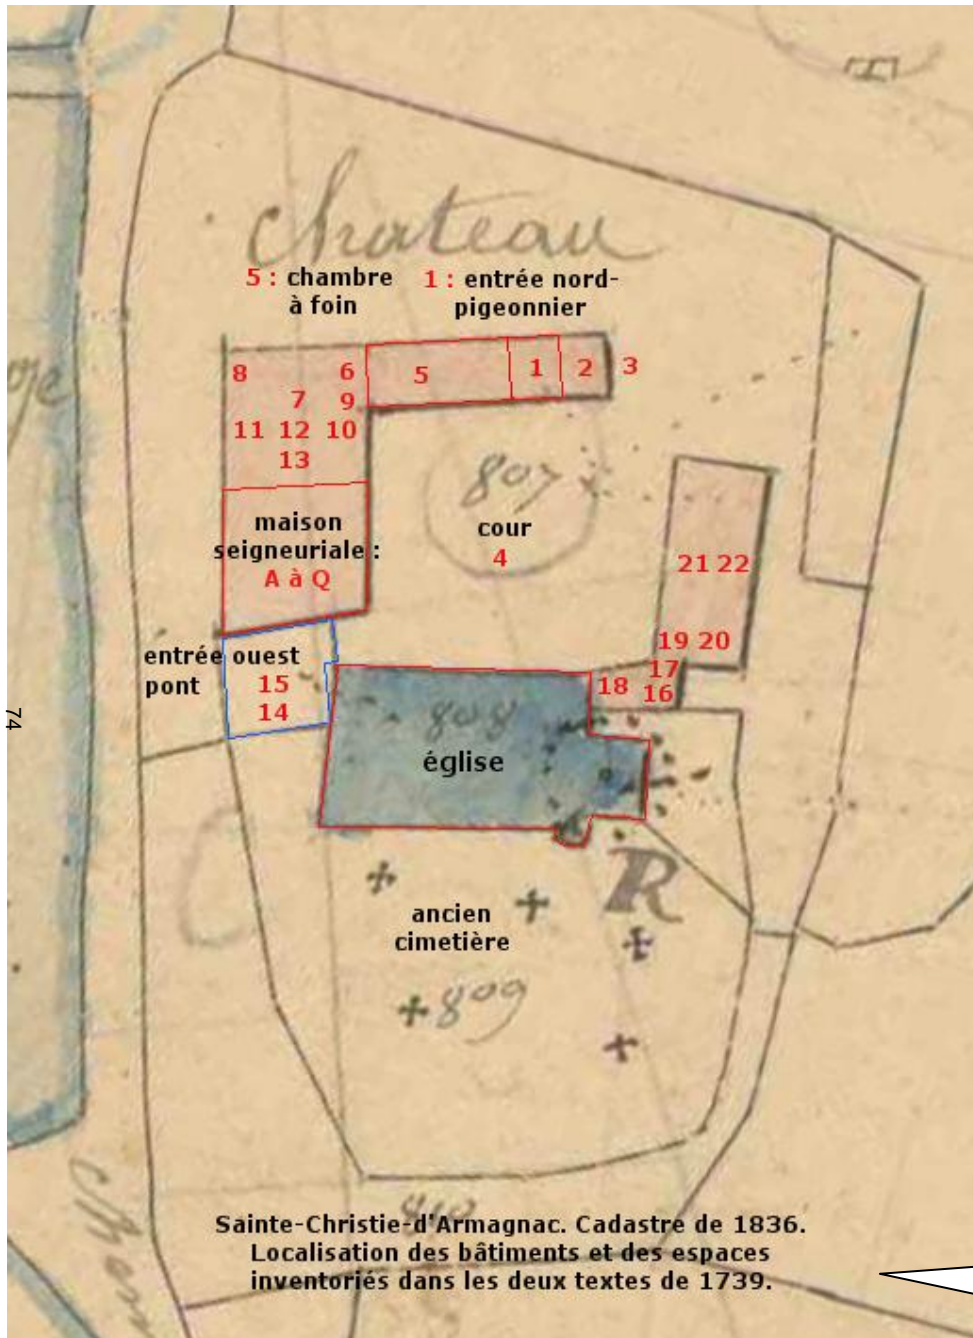 chateau
5 : chambre
à foin
1 : entrée nord-
pigeonnier
8 6 5 1 2 3
7 9
11 12 10
13
807
cour
4
maison
seigneuriale :
A à Q
21 22
19 20
17
18 16
entrée ouest
pont
15
14
74
808
église
R
ancien
cimetière
809
Sainte-Christie-d'Armagnac. Cadastre de 1836.
Localisation des bâtiments et des espaces
inventoriés dans les deux textes de 1739.